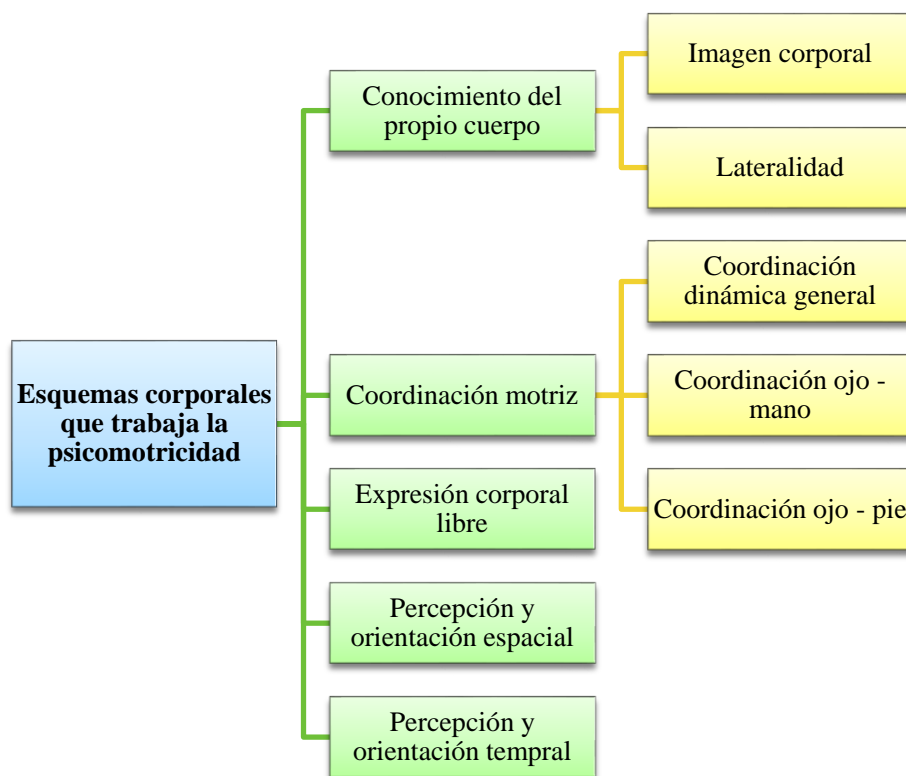 Esquemas corporales
que trabaja la
psicomotricidad
Conocimiento del
propio cuerpo
Imagen corporal
Lateralidad
Coordinación motriz
Coordinación
dinámica general
Coordinación ojo -
mano
Coordinación ojo - pie
Expresión corporal
libre
Percepción y
orientación espacial
Percepción y
orientación tempral